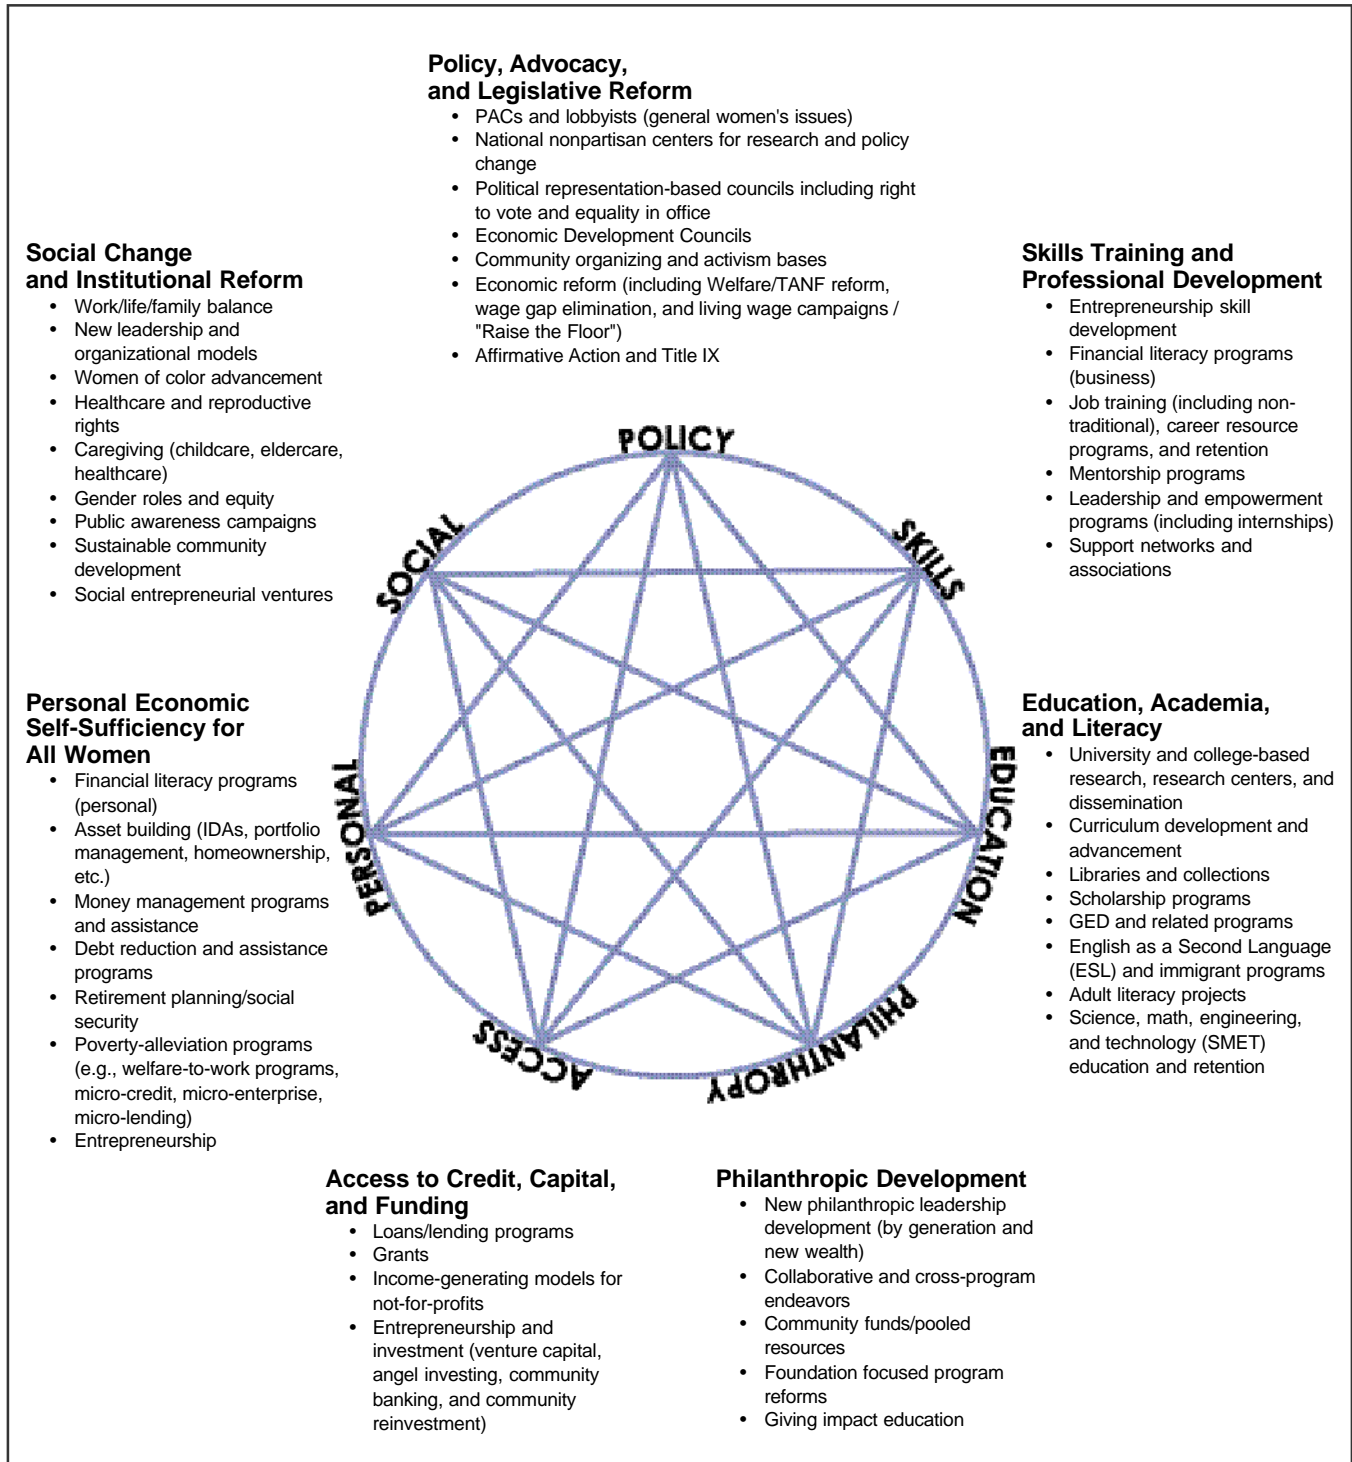 Policy, Advocacy,
and Legislative Reform
• PACs and lobbyists (general women's issues)
• National nonpartisan centers for research and policy
change
• Political representation-based councils including right
to vote and equality in office
• Economic Development Councils
• Community organizing and activism bases
• Economic reform (including Welfare/TANF reform,
wage gap elimination, and living wage campaigns /
"Raise the Floor")
• Affirmative Action and Title IX
Social Change
and Institutional Reform
• Work/life/family balance
• New leadership and
organizational models
• Women of color advancement
• Healthcare and reproductive
rights
• Caregiving (childcare, eldercare,
healthcare)
• Gender roles and equity
• Public awareness campaigns
• Sustainable community
development
• Social entrepreneurial ventures
Skills Training and
Professional Development
• Entrepreneurship skill
development
• Financial literacy programs
(business)
• Job training (including non-
traditional), career resource
programs, and retention
• Mentorship programs
• Leadership and empowerment
programs (including internships)
• Support networks and
associations
POLICY
SOCIAL
SKILLS
PERSONAL
EDUCATION
ACCESS
PHILANTHROPY
Personal Economic
Self-Sufficiency for
All Women
• Financial literacy programs
(personal)
• Asset building (IDAs, portfolio
management, homeownership,
etc.)
• Money management programs
and assistance
• Debt reduction and assistance
programs
• Retirement planning/social
security
• Poverty-alleviation programs
(e.g., welfare-to-work programs,
micro-credit, micro-enterprise,
micro-lending)
• Entrepreneurship
Education, Academia,
and Literacy
• University and college-based
research, research centers, and
dissemination
• Curriculum development and
advancement
• Libraries and collections
• Scholarship programs
• GED and related programs
• English as a Second Language
(ESL) and immigrant programs
• Adult literacy projects
• Science, math, engineering,
and technology (SMET)
education and retention
Access to Credit, Capital,
and Funding
• Loans/lending programs
• Grants
• Income-generating models for
not-for-profits
• Entrepreneurship and
investment (venture capital,
angel investing, community
banking, and community
reinvestment)
Philanthropic Development
• New philanthropic leadership
development (by generation and
new wealth)
• Collaborative and cross-program
endeavors
• Community funds/pooled
resources
• Foundation focused program
reforms
• Giving impact education